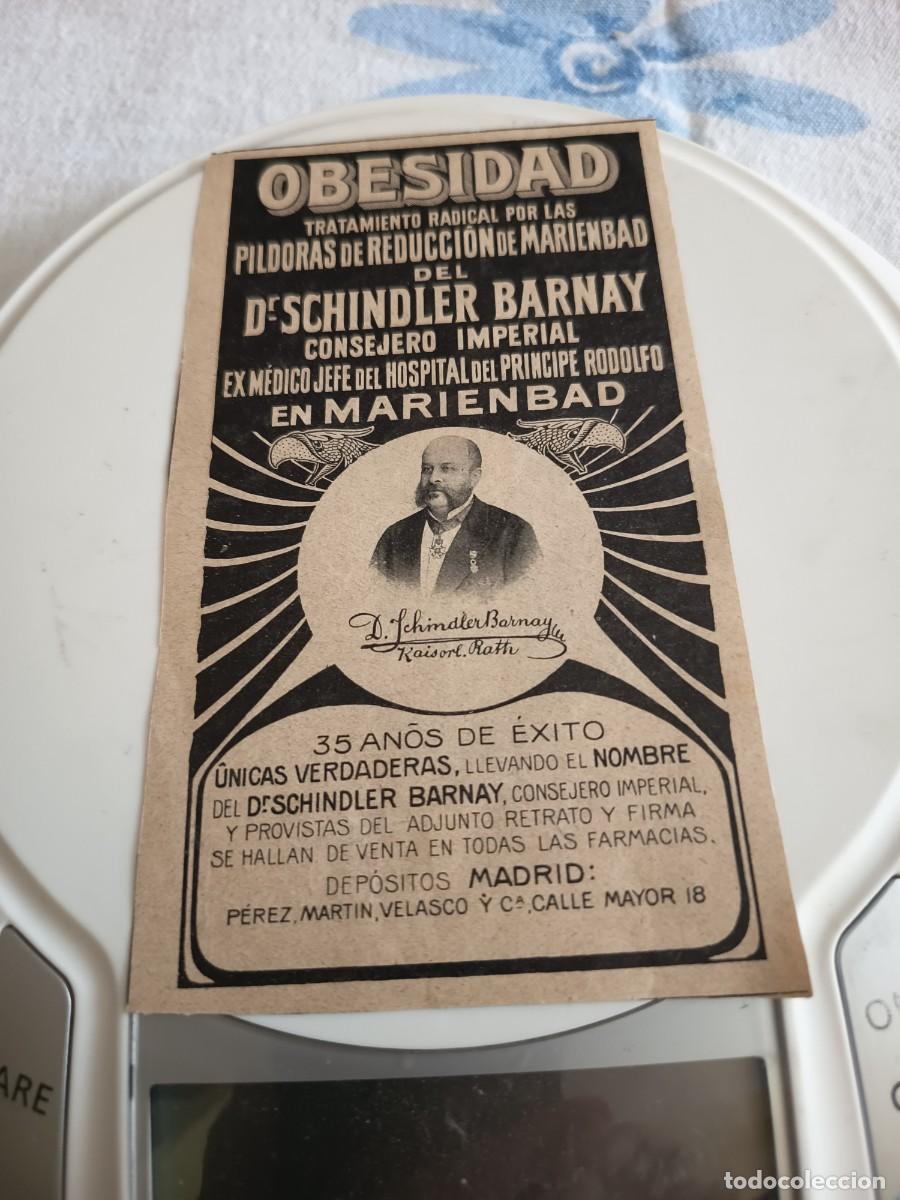 OBESIDAD
TRATAMIENTO RADICAL POR LAS
PILDORAS DE REDUCCIÓN DE MARIENBAD
DEL
Dr SCHINDLER BARNAY
CONSEJERO IMPERIAL
EX MÉDICO JEFE DEL HOSPITAL DEL PRINCIPE RODOLFO
EN MARIENBAD
D. Schindler Barnay
Kaiserl. Rath
35 ANÕS DE ÉXITO
ÛNICAS VERDADERAS, LLEVANDO EL NOMBRE
DEL Dr SCHINDLER BARNAY, CONSEJERO IMPERIAL,
Y PROVISTAS DEL ADJUNTO RETRATO Y FIRMA
SE HALLAN DE VENTA EN TODAS LAS FARMACIAS.
DEPÓSITOS MADRID:
PÉREZ, MARTIN, VELASCO Y Cª, CALLE MAYOR 18
ARE
todocoleccion